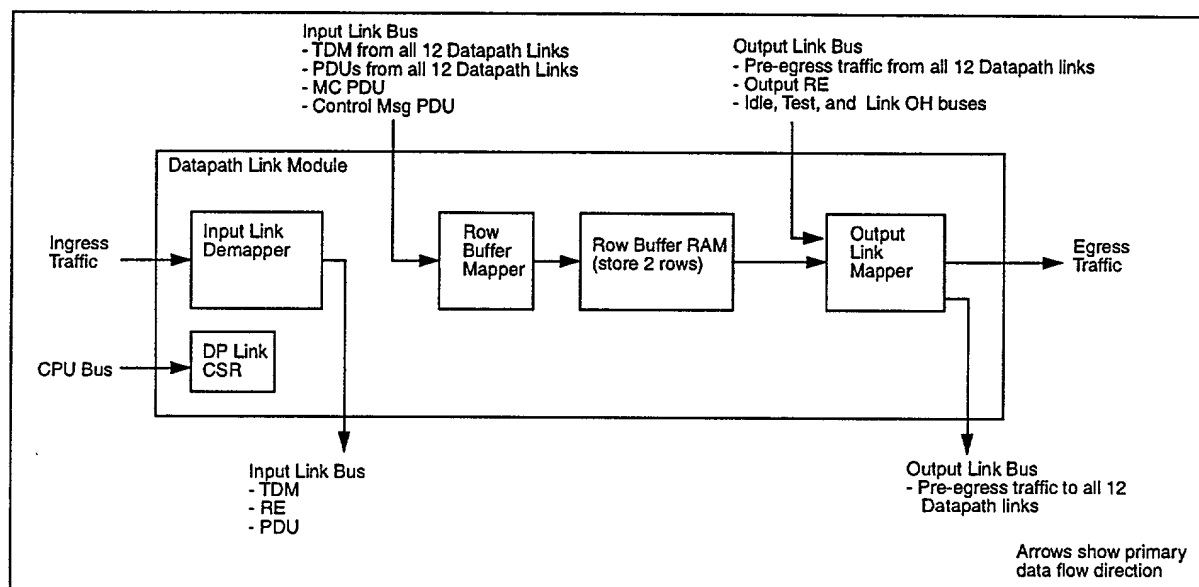 Input Link Bus
- TDM from all 12 Datapath Links
- PDUs from all 12 Datapath Links
- MC PDU
- Control Msg PDU
Output Link Bus
- Pre-egress traffic from all 12 Datapath links
- Output RE
- Idle, Test, and Link OH buses
Datapath Link Module
Ingress
Traffic
Input Link
Demapper
Row
Buffer
Mapper
Row Buffer RAM
(store 2 rows)
Output
Link
Mapper
Egress
Traffic
CPU Bus
DP Link
CSR
Input Link Bus
- TDM
- RE
- PDU
Output Link Bus
- Pre-egress traffic to all 12
Datapath links
Arrows show primary
data flow direction